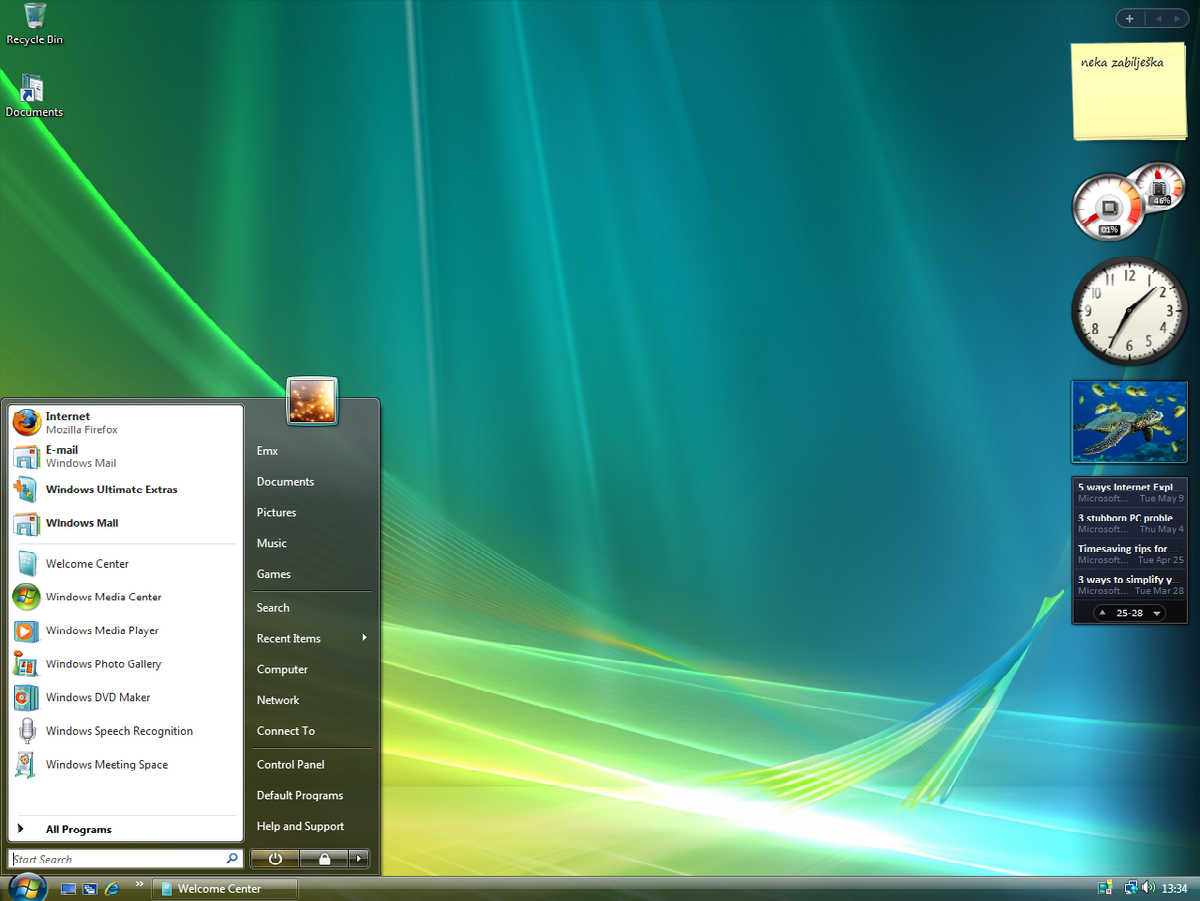 Recycle Bin
Documents
neka zabilješka
46%
01%
12
1
2
3
4
5
6
7
8
9
10
11
5 ways Internet Expl...
Microsoft... Tue May 9
3 stubborn PC proble
Microsoft... Thu May 4
Timesaving tips for
Microsoft... Tue Apr 25
3 ways to simplify y...
Microsoft... Tue Mar 28
25-28
Internet
Mozilla Firefox
E-mail
Windows Mail
Windows Ultimate Extras
Windows Mail
Welcome Center
Windows Media Center
Windows Media Player
Windows Photo Gallery
Windows DVD Maker
Windows Speech Recognition
Windows Meeting Space
All Programs
Start Search
Emx
Documents
Pictures
Music
Games
Search
Recent Items
Computer
Network
Connect To
Control Panel
Default Programs
Help and Support
Welcome Center
13:34